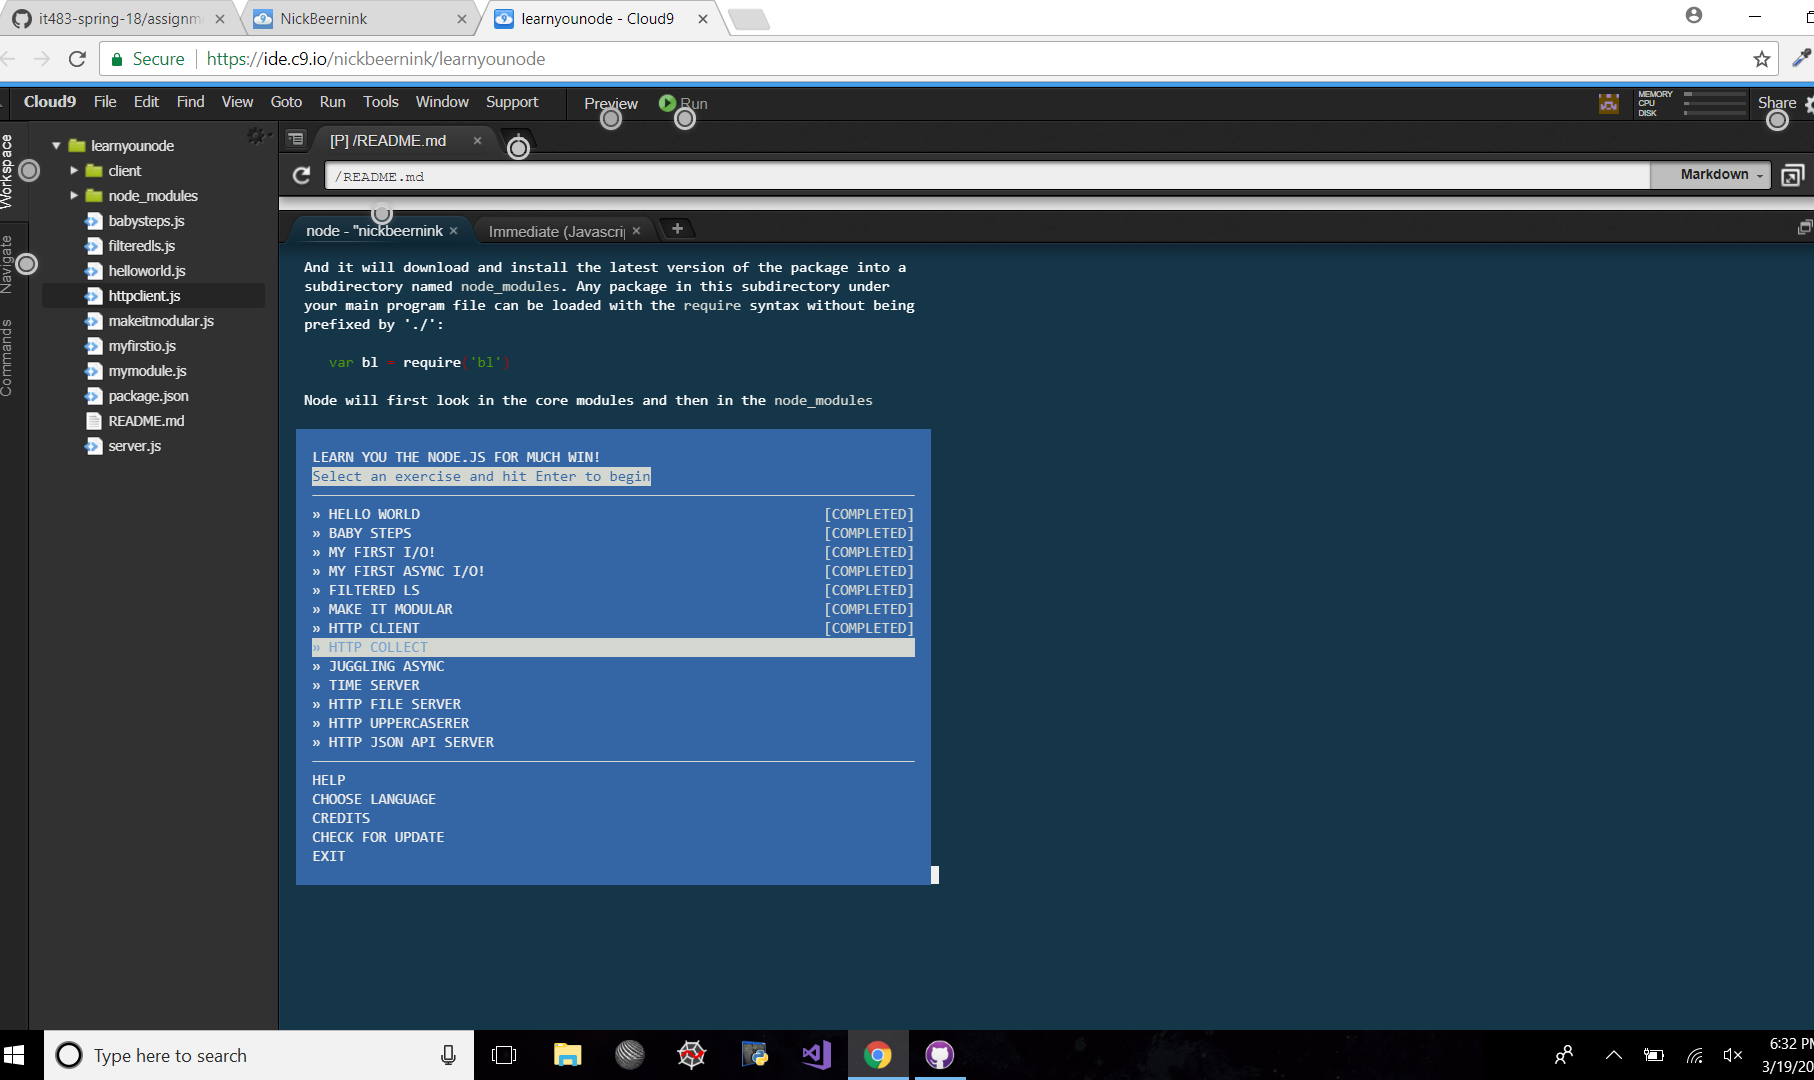 it483-spring-18/assignm
NickBeernink
learnyounode - Cloud9
Secure
https://ide.c9.io/nickbeernink/learnyounode
Cloud9 File Edit Find View Goto Run Tools Window Support
Preview Run
MEMORY
CPU
DISK
Share
Workspace
Navigate
Commands
learnyounode
client
node_modules
babysteps.js
filteredls.js
helloworld.js
httpclient.js
makeitmodular.js
myfirstio.js
mymodule.js
package.json
README.md
server.js
[P] /README.md
/README.md
Markdown
node - "nickbeernink
Immediate (Javascrip
And it will download and install the latest version of the package into a
subdirectory named node_modules. Any package in this subdirectory under
your main program file can be loaded with the require syntax without being
prefixed by './':
var bl = require('bl')
Node will first look in the core modules and then in the node_modules
LEARN YOU THE NODE.JS FOR MUCH WIN!
Select an exercise and hit Enter to begin
» HELLO WORLD [COMPLETED]
» BABY STEPS [COMPLETED]
» MY FIRST I/O! [COMPLETED]
» MY FIRST ASYNC I/O! [COMPLETED]
» FILTERED LS [COMPLETED]
» MAKE IT MODULAR [COMPLETED]
» HTTP CLIENT [COMPLETED]
» HTTP COLLECT
» JUGGLING ASYNC
» TIME SERVER
» HTTP FILE SERVER
» HTTP UPPERCASERER
» HTTP JSON API SERVER
HELP
CHOOSE LANGUAGE
CREDITS
CHECK FOR UPDATE
EXIT
Type here to search
6:32 PM
3/19/20